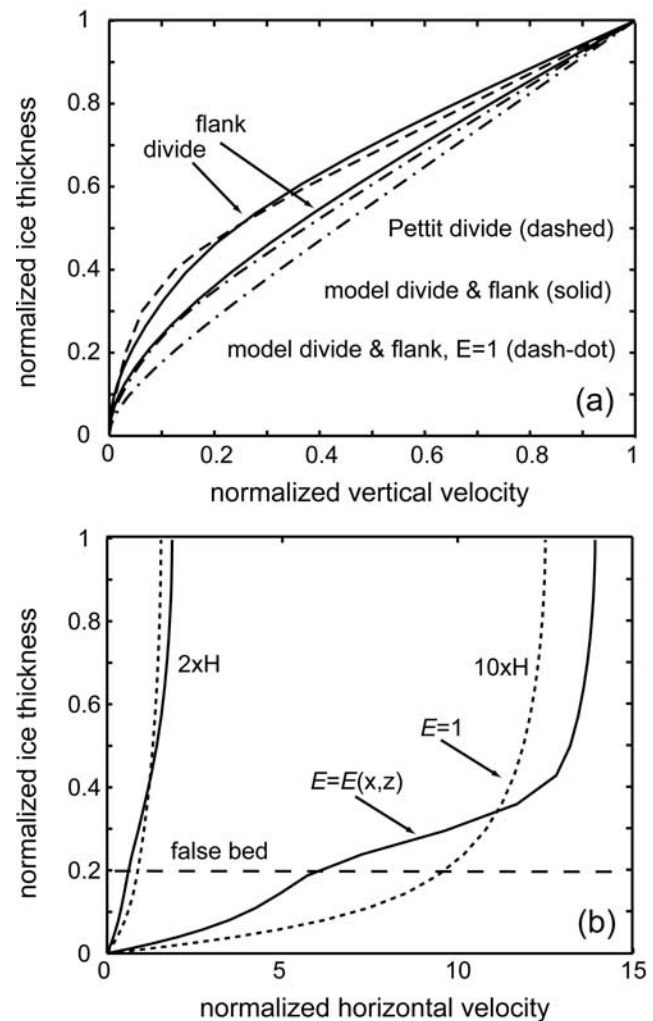 1
0.8
0.6
0.4
0.2
0
normalized ice thickness
flank
divide
Pettit divide (dashed)
model divide & flank (solid)
model divide & flank, E=1 (dash-dot)
(a)
0 0.2 0.4 0.6 0.8 1
normalized vertical velocity
1
0.8
0.6
0.4
0.2
0
normalized ice thickness
2xH
10xH
E=1
E=E(x,z)
false bed
(b)
0 5 10 15
normalized horizontal velocity